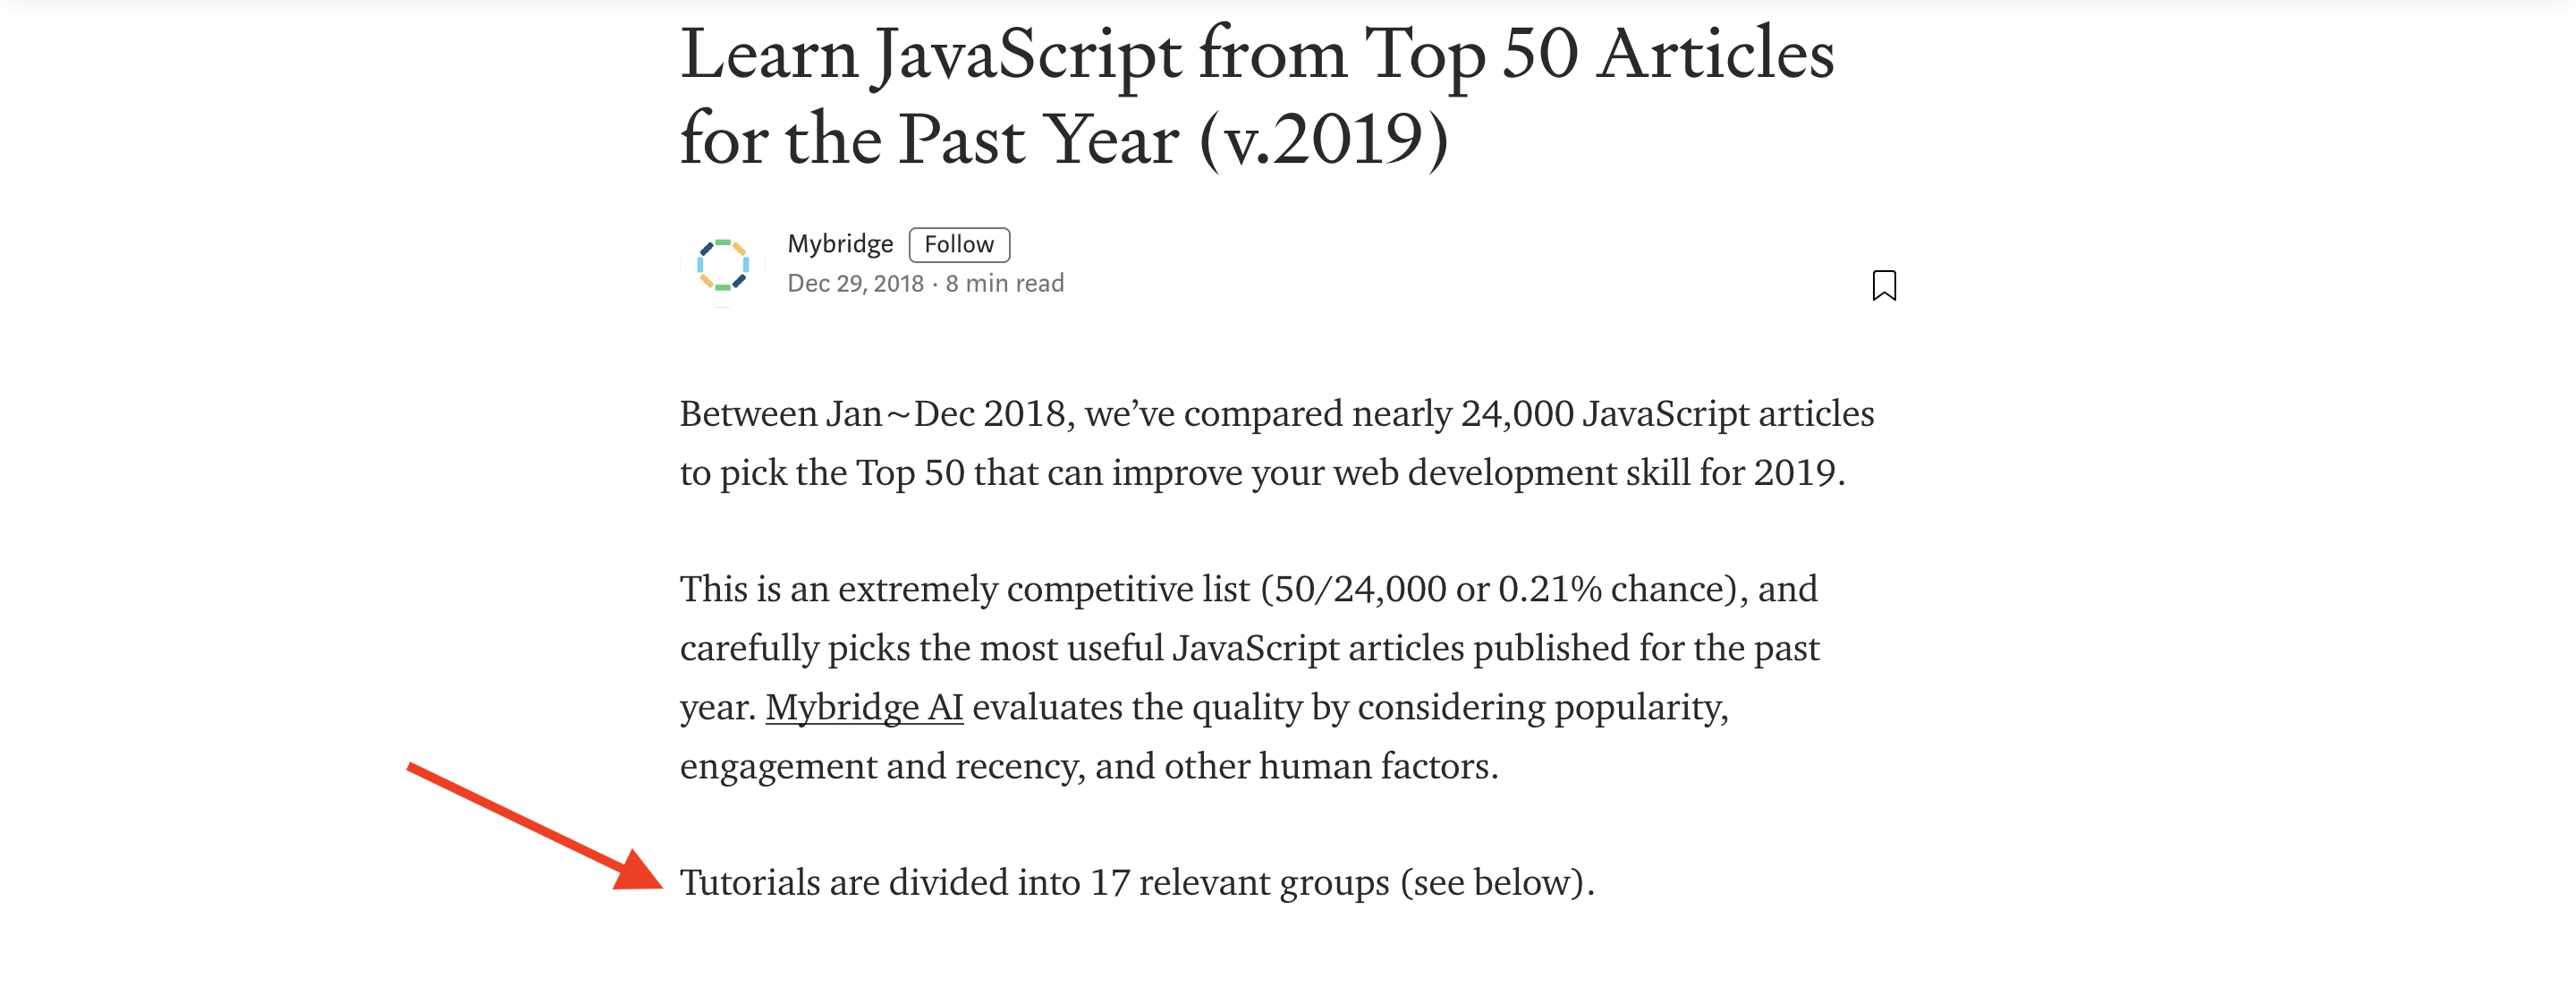 Learn JavaScript from Top 50 Articles
for the Past Year (v.2019)
Mybridge Follow
Dec 29, 2018 · 8 min read
Between Jan~Dec 2018, we’ve compared nearly 24,000 JavaScript articles
to pick the Top 50 that can improve your web development skill for 2019.
This is an extremely competitive list (50/24,000 or 0.21% chance), and
carefully picks the most useful JavaScript articles published for the past
year. Mybridge AI evaluates the quality by considering popularity,
engagement and recency, and other human factors.
Tutorials are divided into 17 relevant groups (see below).